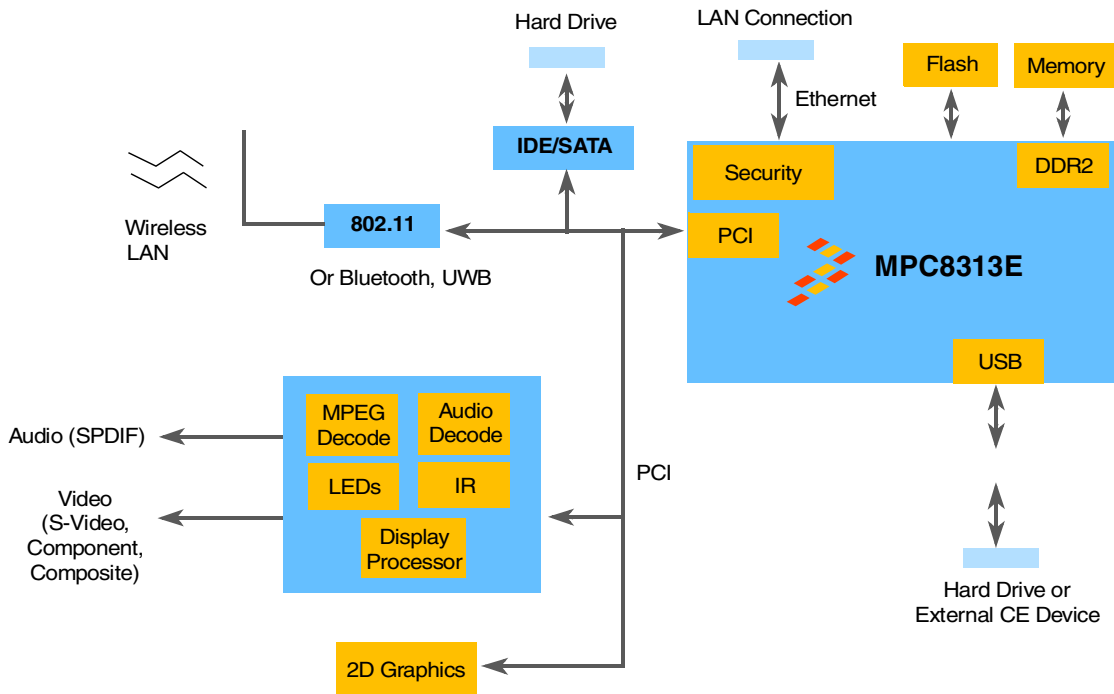 Hard Drive
LAN Connection
Flash
Memory
Ethernet
IDE/SATA
Security
DDR2
802.11
Wireless
LAN
PCI
MPC8313E
Or Bluetooth, UWB
USB
MPEG
Decode
Audio
Decode
Audio (SPDIF)
LEDs
IR
PCI
Video
(S-Video,
Component,
Composite)
Display
Processor
Hard Drive or
External CE Device
2D Graphics